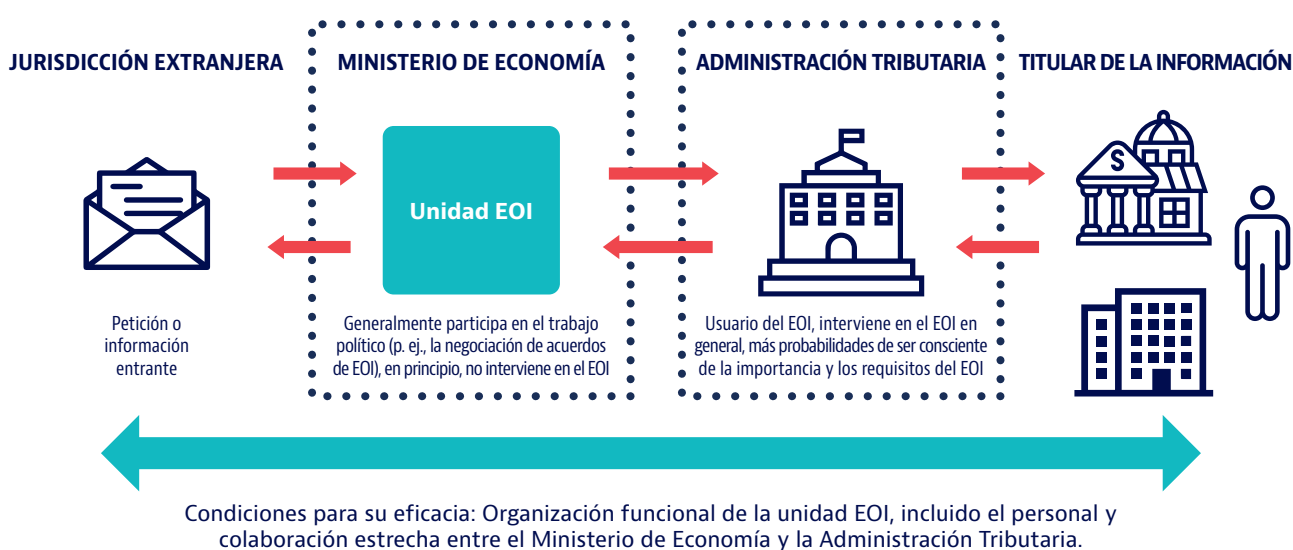 JURISDICCIÓN EXTRANJERA
MINISTERIO DE ECONOMÍA
ADMINISTRACIÓN TRIBUTARIA
TITULAR DE LA INFORMACIÓN
Unidad EOI
$
Petición o
información
entrante
Generalmente participa en el trabajo
político (p. ej., la negociación de acuerdos
de EOI), en principio, no interviene en el EOI
Usuario del EOI, interviene en el EOI en
general, más probabilidades de ser consciente
de la importancia y los requisitos del EOI
Condiciones para su eficacia: Organización funcional de la unidad EOI, incluido el personal y
colaboración estrecha entre el Ministerio de Economía y la Administración Tributaria.